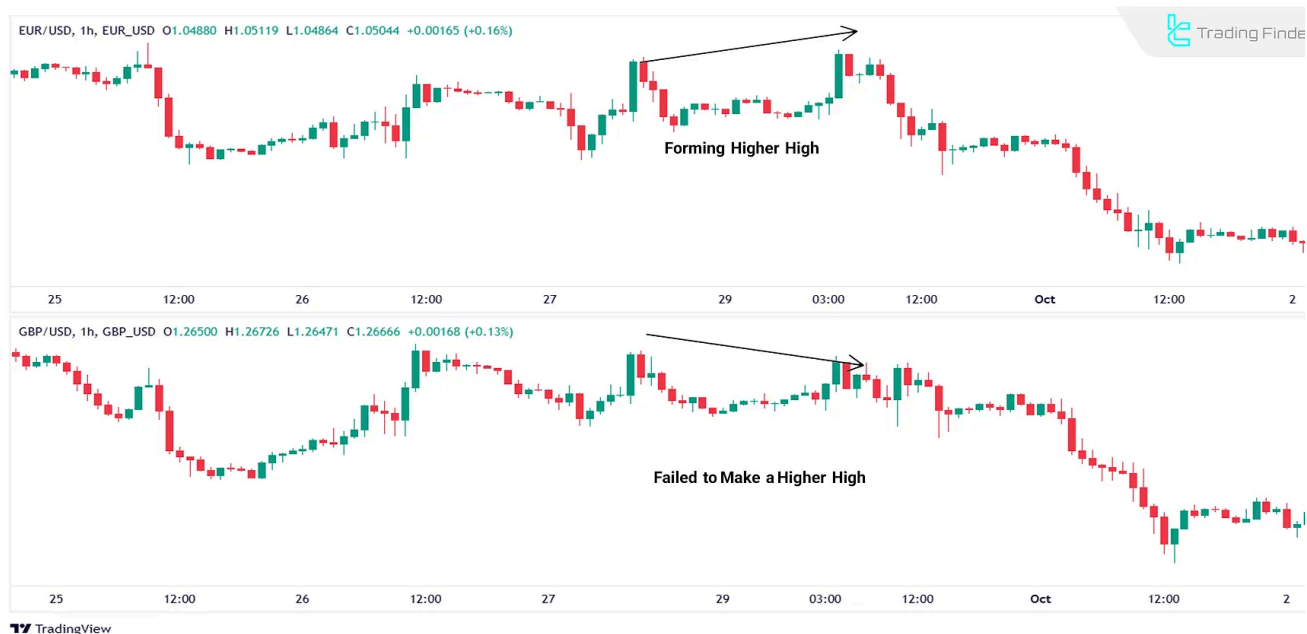 Trading Finde
EUR/USD, 1h, EUR_USD O1.04880 H1.05119 L1.04864 C1.05044 +0.00165 (+0.16%)
Forming Higher High
25 12:00 26 12:00 27 29 03:00 12:00 Oct 12:00 2
GBP/USD, 1h, GBP_USD O1.26500 H1.26726 L1.26471 C1.26666 +0.00168 (+0.13%)
Failed to Make a Higher High
25 12:00 26 12:00 27 29 03:00 12:00 Oct 12:00 2
TradingView